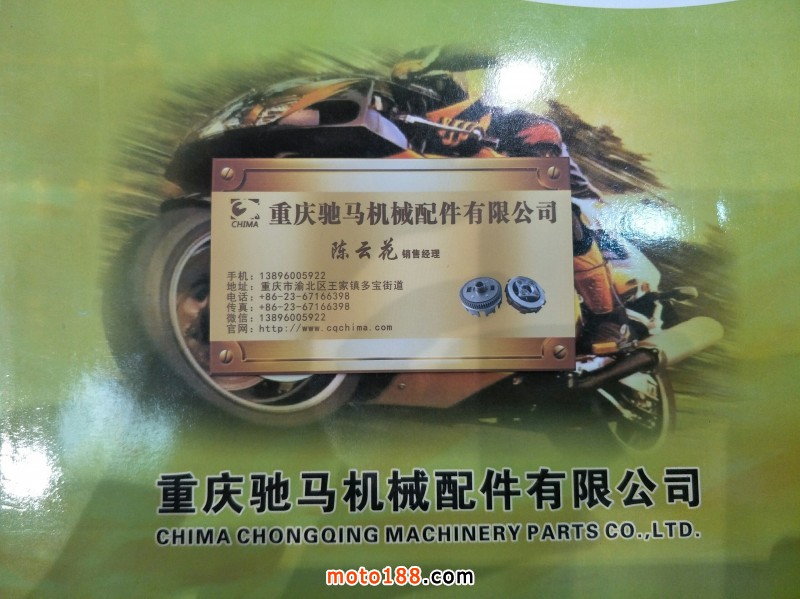 CHIMA
重庆驰马机械配件有限公司
陈云花 销售经理
手机：13896005922
地址：重庆市渝北区王家镇多宝街道
电话：+86-23-67166398
传真：+86-23-67166398
微信：13896005922
官网：http://www.cqchima.com
重庆驰马机械配件有限公司
CHIMA CHONGQING MACHINERY PARTS CO.,LTD.
moto188.com